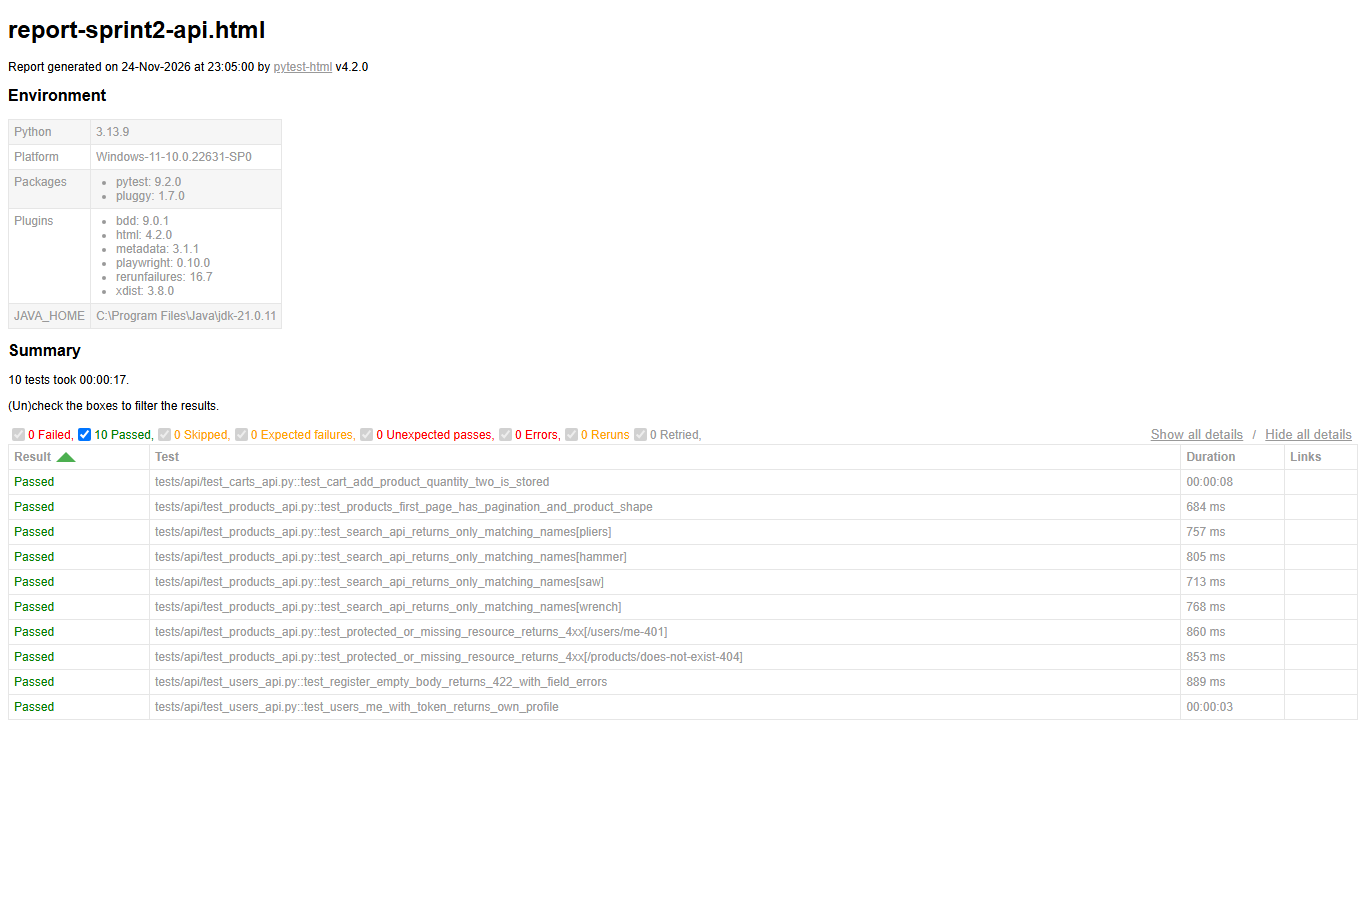 report-sprint2-api.html
Report generated on 24-Nov-2026 at 23:05:00 by pytest-html v4.2.0
Environment
Python 3.13.9
Platform Windows-11-10.0.22631-SP0
Packages
pytest: 9.2.0
pluggy: 1.7.0
Plugins
bdd: 9.0.1
html: 4.2.0
metadata: 3.1.1
playwright: 0.10.0
rerunfailures: 16.7
xdist: 3.8.0
JAVA_HOME C:\Program Files\Java\jdk-21.0.11
Summary
10 tests took 00:00:17.
(Un)check the boxes to filter the results.
0 Failed, 10 Passed, 0 Skipped, 0 Expected failures, 0 Unexpected passes, 0 Errors, 0 Reruns 0 Retried, Show all details / Hide all details
Result Test Duration Links
Passed tests/api/test_carts_api.py::test_cart_add_product_quantity_two_is_stored 00:00:08
Passed tests/api/test_products_api.py::test_products_first_page_has_pagination_and_product_shape 684 ms
Passed tests/api/test_products_api.py::test_search_api_returns_only_matching_names[pliers] 757 ms
Passed tests/api/test_products_api.py::test_search_api_returns_only_matching_names[hammer] 805 ms
Passed tests/api/test_products_api.py::test_search_api_returns_only_matching_names[saw] 713 ms
Passed tests/api/test_products_api.py::test_search_api_returns_only_matching_names[wrench] 768 ms
Passed tests/api/test_products_api.py::test_protected_or_missing_resource_returns_4xx[/users/me-401] 860 ms
Passed tests/api/test_products_api.py::test_protected_or_missing_resource_returns_4xx[/products/does-not-exist-404] 853 ms
Passed tests/api/test_users_api.py::test_register_empty_body_returns_422_with_field_errors 889 ms
Passed tests/api/test_users_api.py::test_users_me_with_token_returns_own_profile 00:00:03